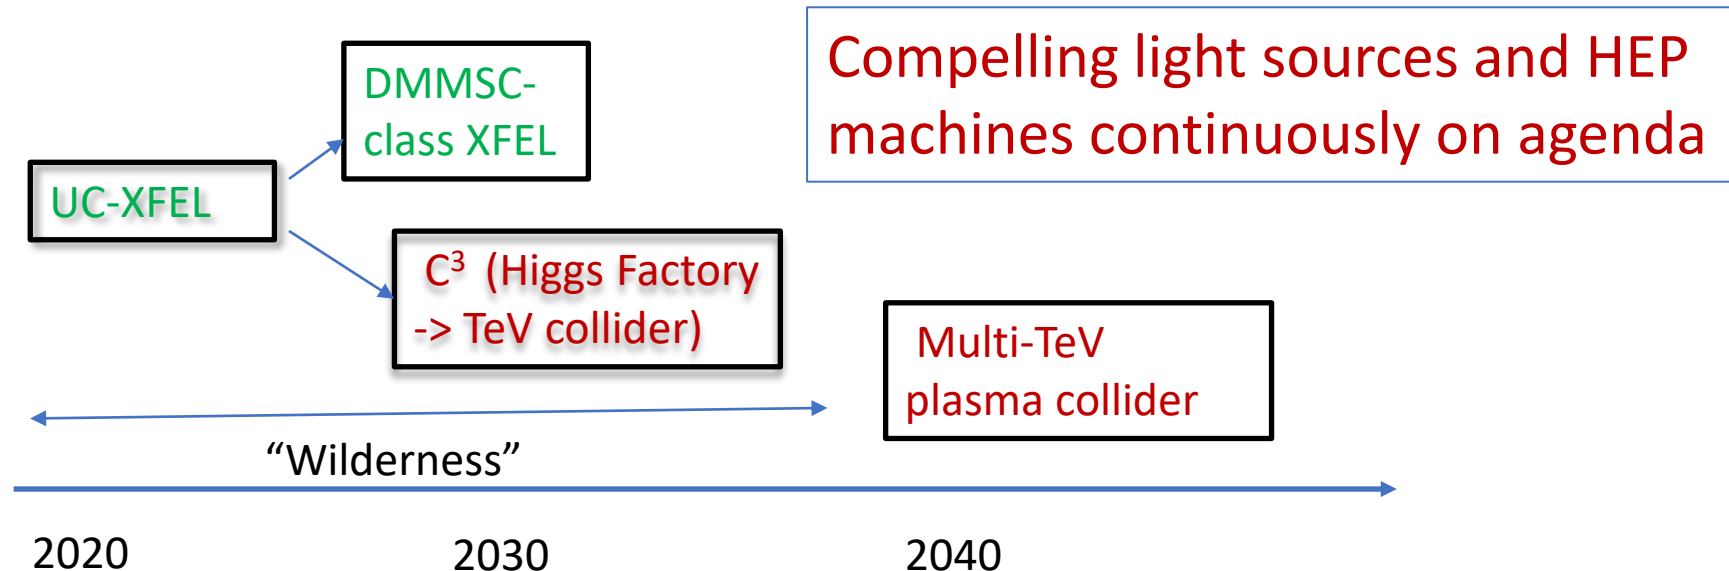 Compelling light sources and HEP
machines continuously on agenda
DMMSC-
class XFEL
UC-XFEL
C³ (Higgs Factory
-> TeV collider)
Multi-TeV
plasma collider
“Wilderness”
2020
2030
2040